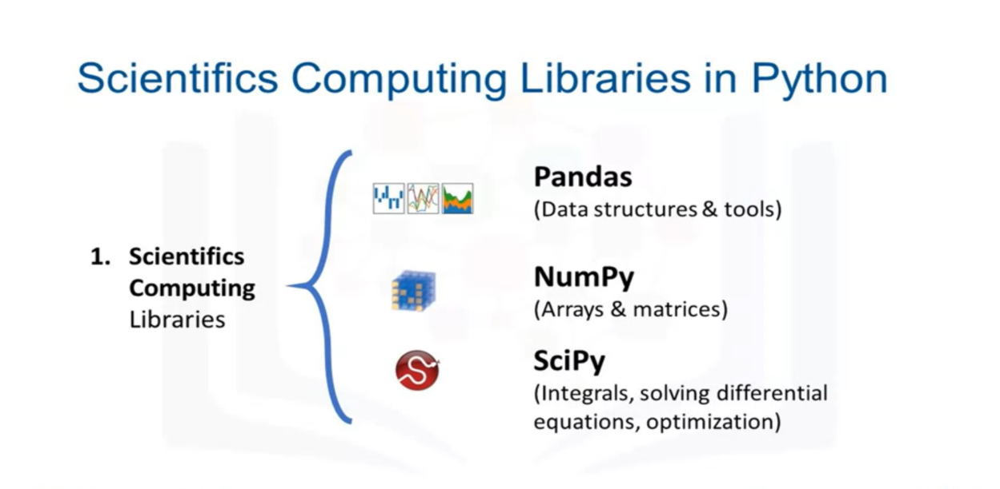 Scientifics Computing Libraries in Python
1. Scientifics
Computing
Libraries
Pandas
(Data structures & tools)
NumPy
(Arrays & matrices)
SciPy
(Integrals, solving differential
equations, optimization)